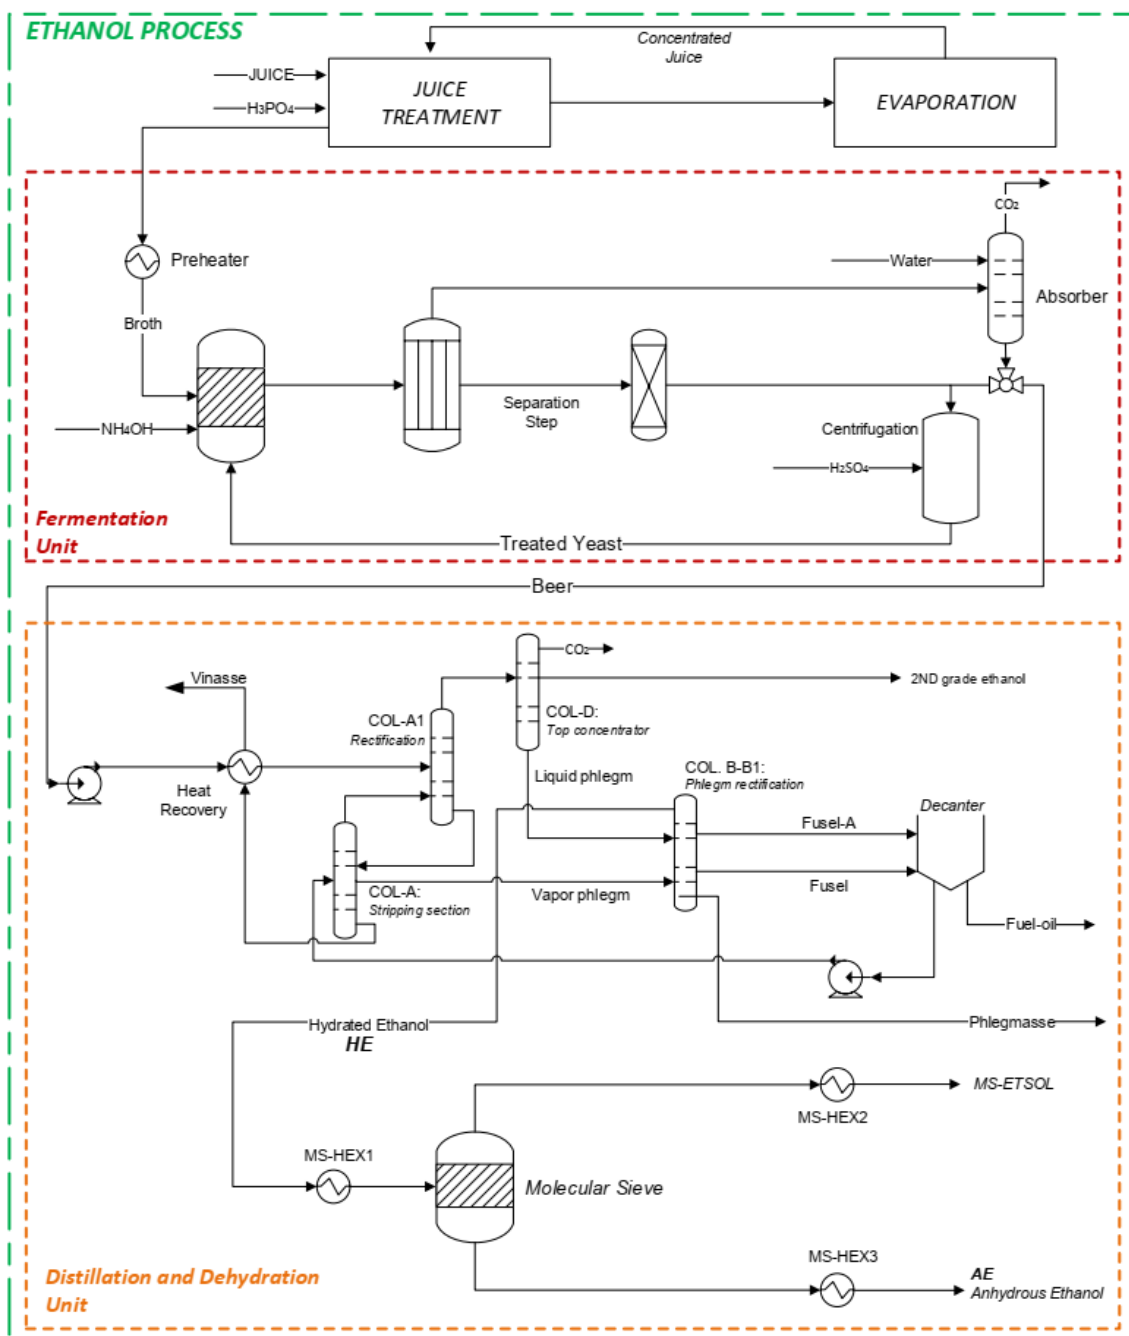 ETHANOL PROCESS
Concentrated
Juice
JUICE
H₃PO₄
JUICE
TREATMENT
EVAPORATION
CO₂
Water
Preheater
Absorber
Broth
Separation
Step
NH₄OH
Centrifugation
H₂SO₄
Fermentation
Unit
Treated Yeast
Beer
CO₂
Vinasse
2ND grade ethanol
COL-A1
Rectification
COL-D:
Top concentrator
Liquid phlegm
COL. B-B1:
Phlegm rectification
Heat
Recovery
Decanter
Fusel-A
COL-A:
Stripping section
Vapor phlegm
Fusel
Fuel-oil
Hydrated Ethanol
HE
Phlegmasse
MS-ETSOL
MS-HEX2
MS-HEX1
Molecular Sieve
MS-HEX3
AE
Anhydrous Ethanol
Distillation and Dehydration
Unit